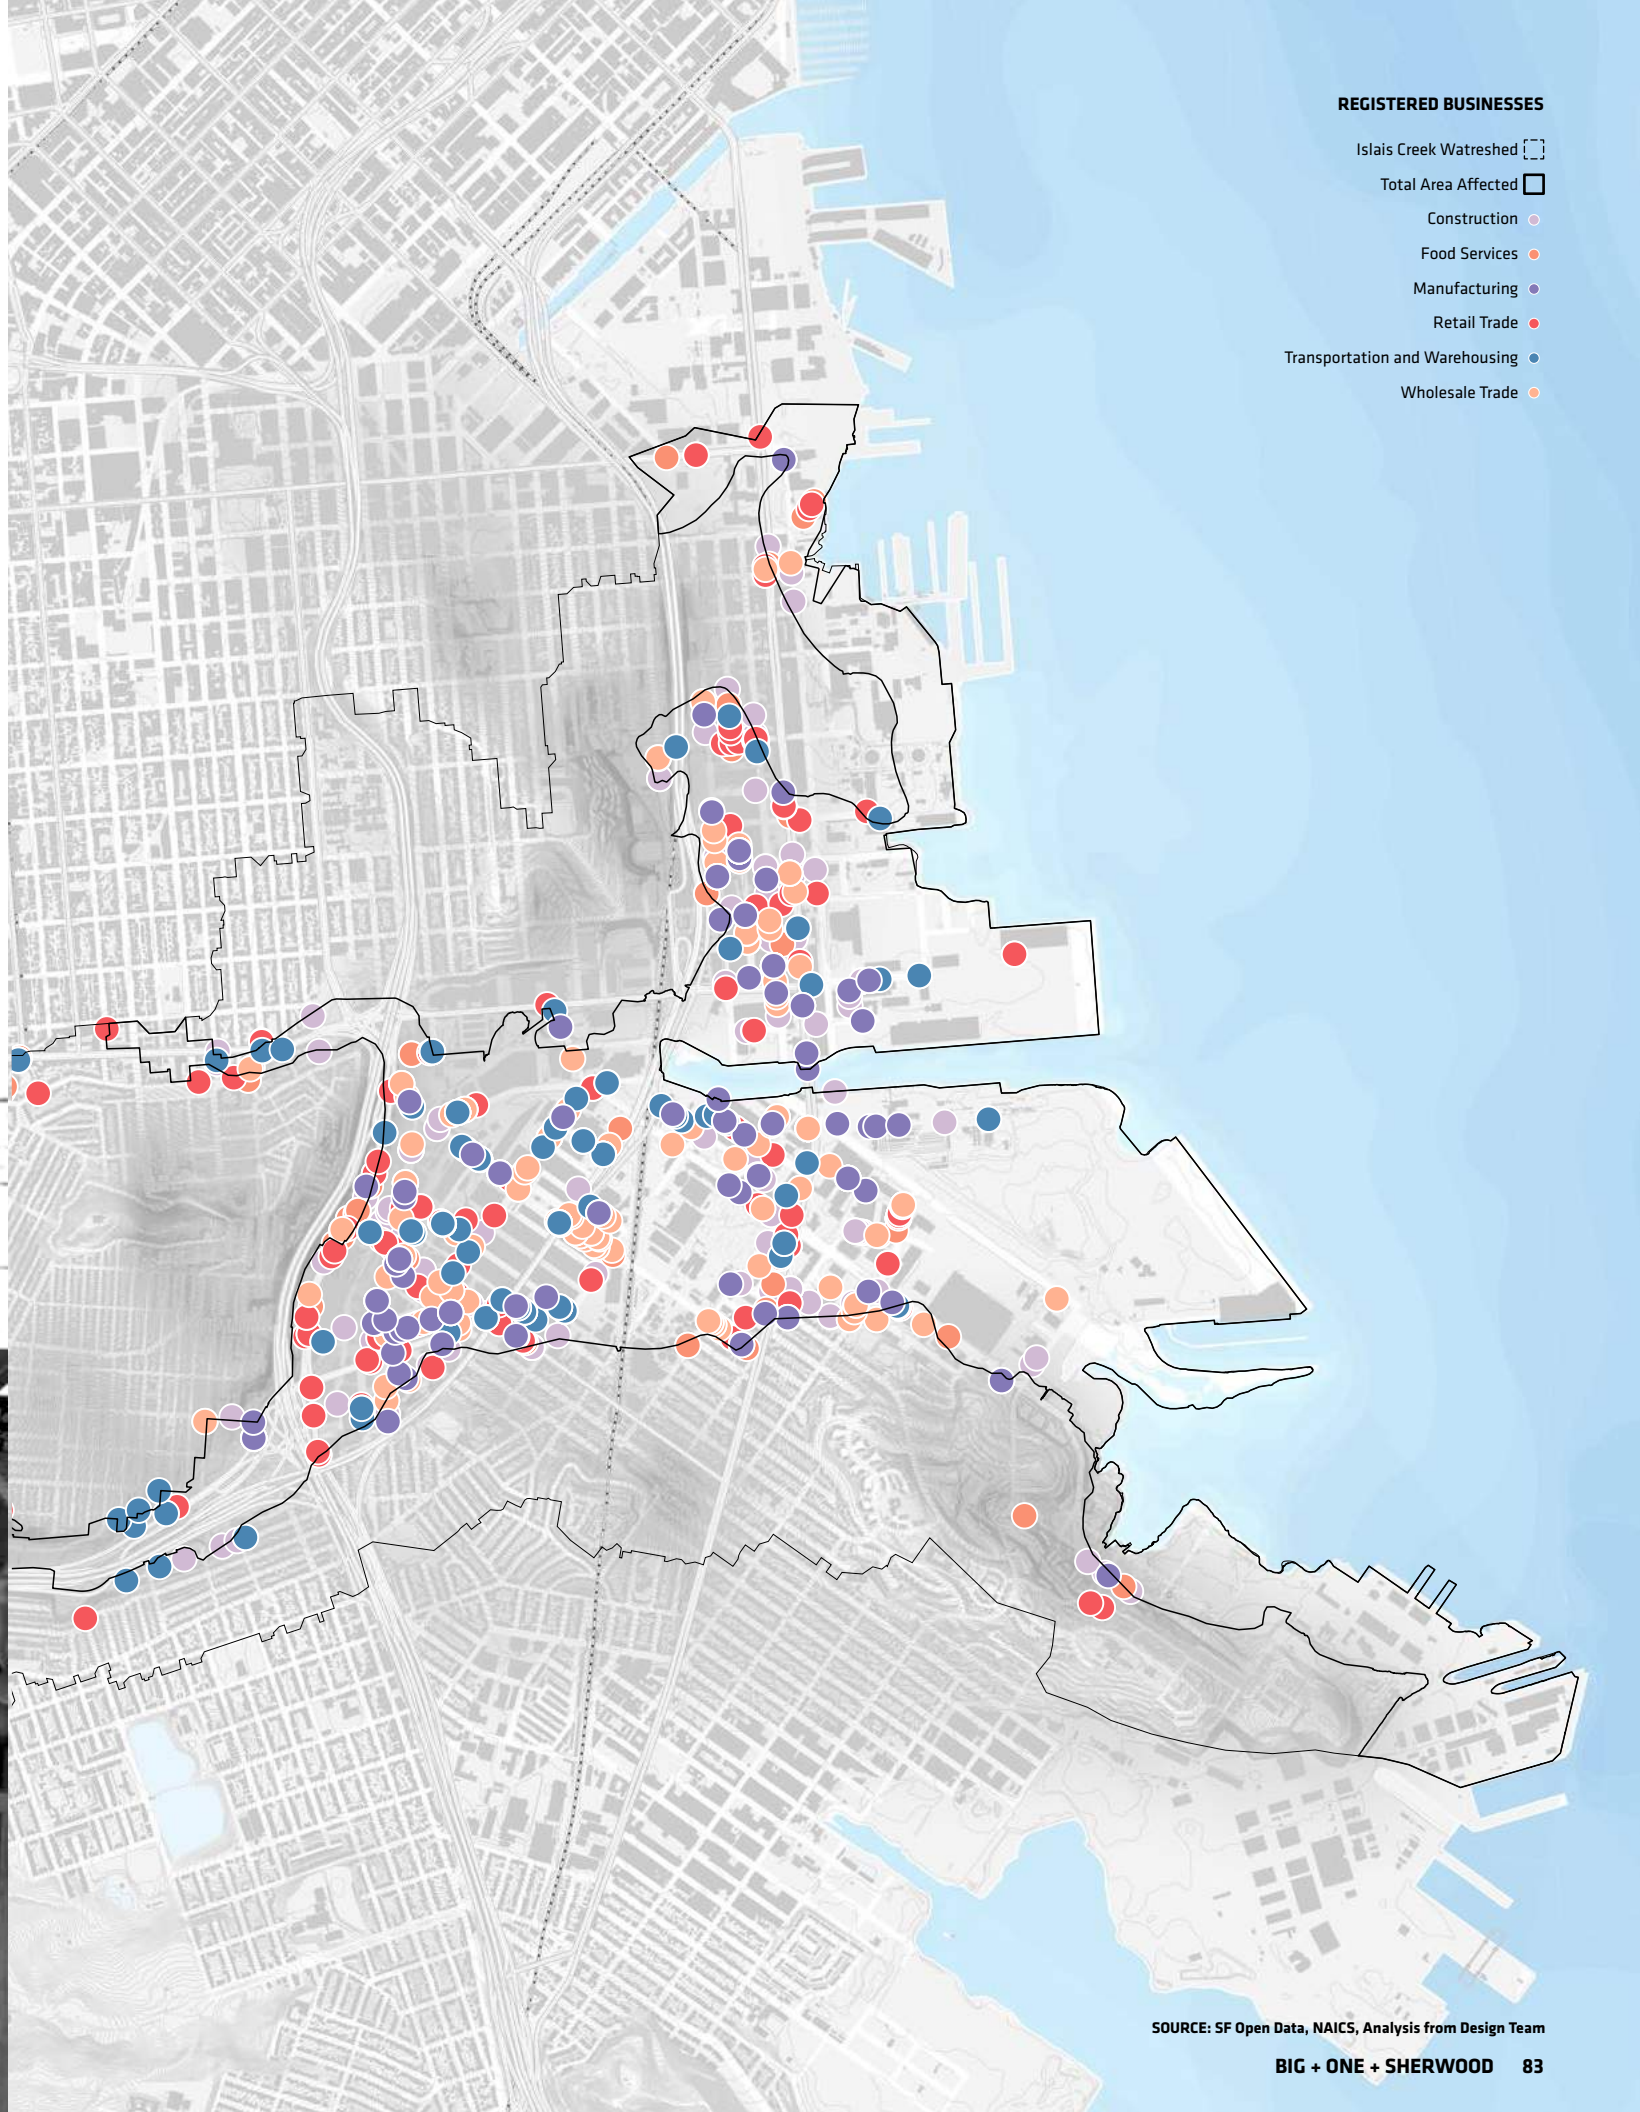 REGISTERED BUSINESSES
Islais Creek Watreshed
Total Area Affected
Construction
Food Services
Manufacturing
Retail Trade
Transportation and Warehousing
Wholesale Trade
SOURCE: SF Open Data, NAICS, Analysis from Design Team
BIG + ONE + SHERWOOD 83